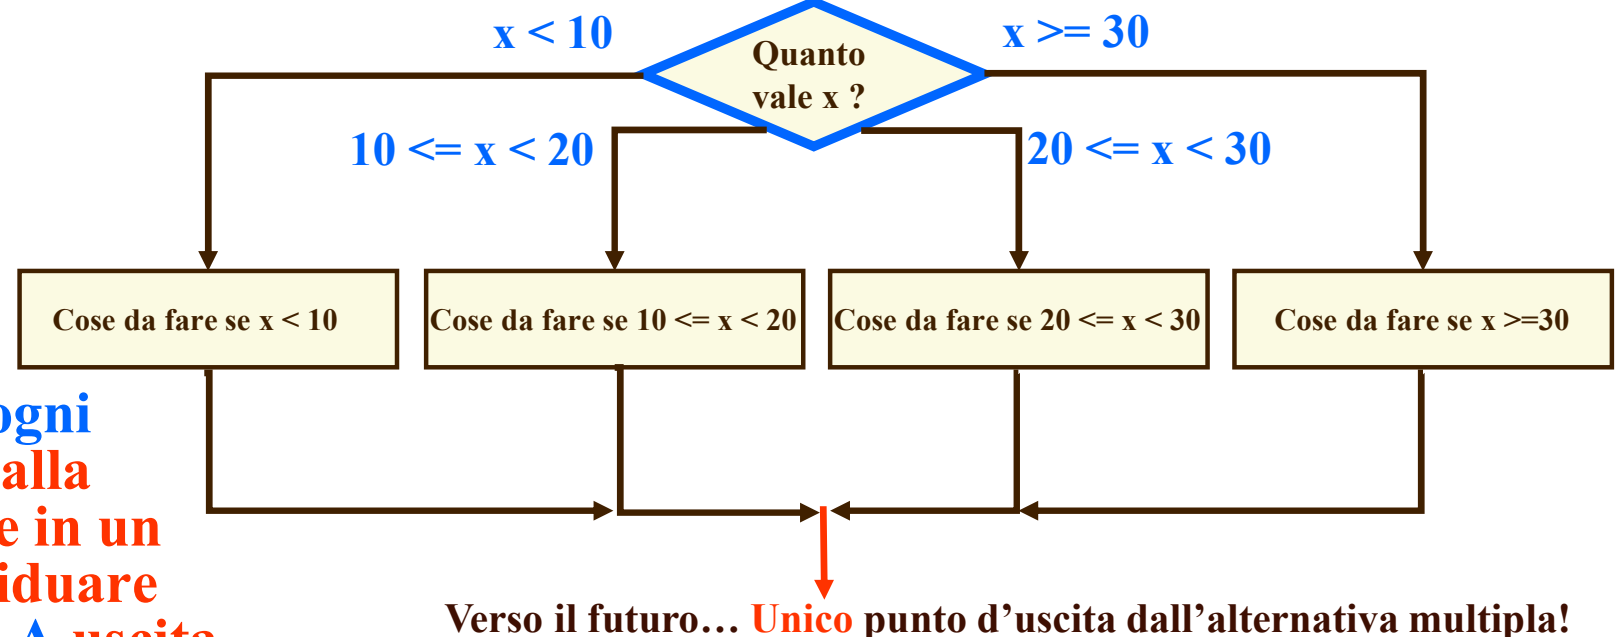 x < 10
x >= 30
Quanto
vale x ?
10 <= x < 20
20 <= x < 30
Cose da fare se x < 10
Cose da fare se 10 <= x < 20
Cose da fare se 20 <= x < 30
Cose da fare se x >=30
ogni
alla
e in un
iduare
A uscita
Verso il futuro… Unico punto d’uscita dall’alternativa multipla!